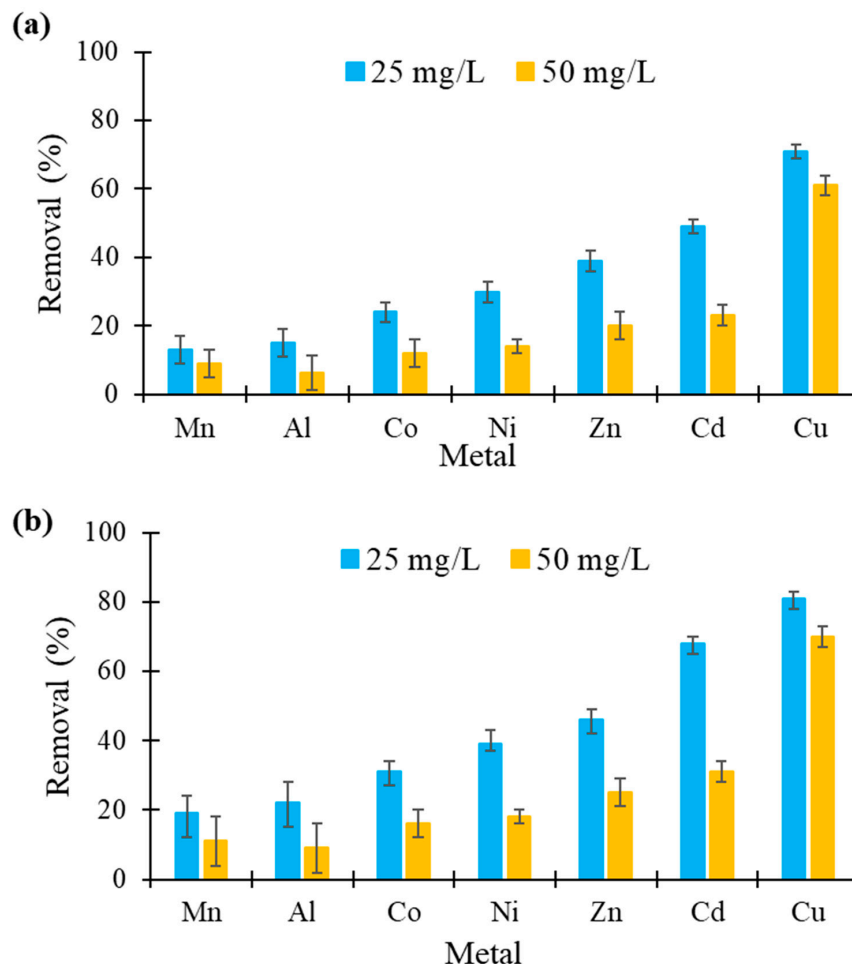 (a)
100
80
60
40
20
0
Removal (%)
25 mg/L 50 mg/L
Mn Al Co Ni Zn Cd Cu
Metal
(b)
100
80
60
40
20
0
Removal (%)
25 mg/L 50 mg/L
Mn Al Co Ni Zn Cd Cu
Metal